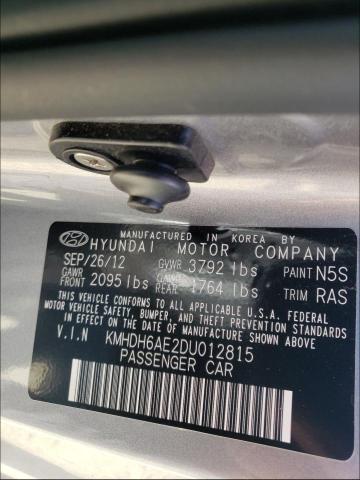 MANUFACTURED IN KOREA BY
HYUNDAI MOTOR COMPANY
SEP/26/12 GVWR 3792 lbs PAINT N5S
GAWR FRONT 2095 lbs GAWR REAR 1764 lbs TRIM RAS
THIS VEHICLE CONFORMS TO ALL APPLICABLE U.S.A. FEDERAL
MOTOR VEHICLE SAFETY, BUMPER, AND THEFT PREVENTION
STANDARDS IN EFFECT ON THE DATE OF MANUFACTURE SHOWN ABOVE.
V.I.N KMHDH6AE2DU012815
PASSENGER CAR